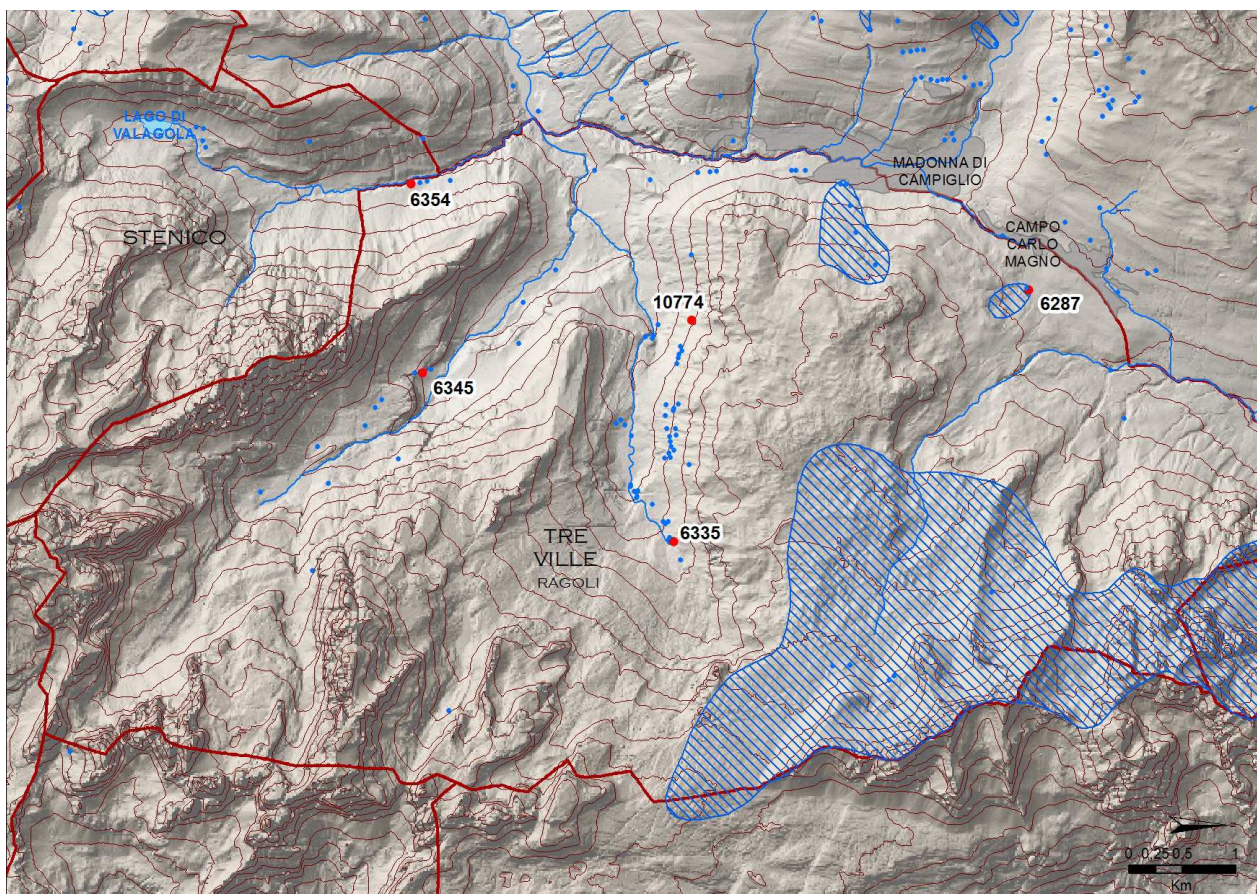 LAGO DI
VALAGOLA
MADONNA DI
CAMPIGLIO
6354
STENICO
CAMPO
CARLO
MAGNO
10774
6287
6345
6335
TRE
VILLE
RAGOLI
0 0,25 0,5 1
Km